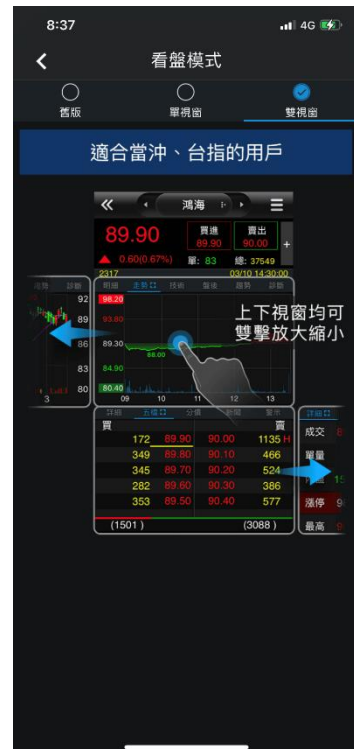 8:37
4G
看盤模式
舊版
單視窗
雙視窗
適合當沖、台指的用戶
鴻海
89.90
買進
89.90
賣出
90.00
+
0.60(0.67%)
單: 83
總: 37549
2317
03/10 14:30:00
診斷
明細 走勢 技術 盤後 趨勢 診斷
92
89
86
83
80
3
98.20
93.80
89.30
84.90
80.40
88.00
09 10 11 12 13
上下視窗均可
雙擊放大縮小
詳細 五檔 分價 新聞 警示
買 賣
172 89.90 90.00 1135 H
349 89.80 90.10 466
345 89.70 90.20 524
282 89.60 90.30 386
353 89.50 90.40 577
(1501 ) (3088 )
詳細
成交
單量
漲停
最高